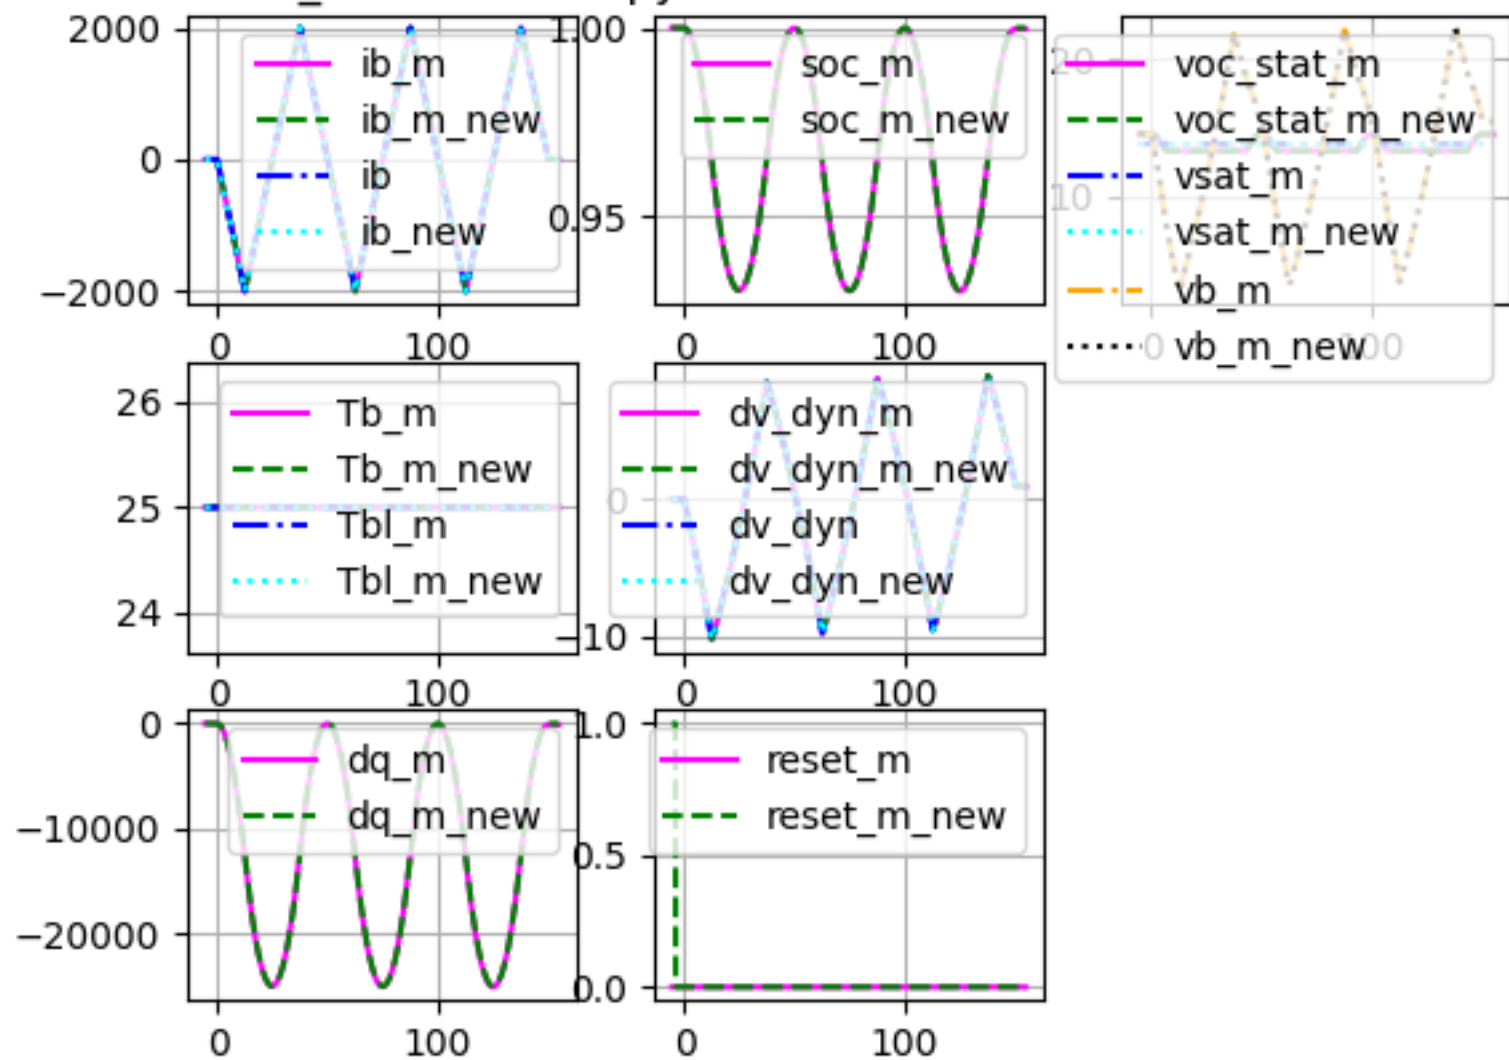 2000
0
−2000
0
100
ib_m
ib_m_new
ib
ib_new
1.00
0.95
0
100
soc_m
soc_m_new
20
10
0
100
voc_stat_m
voc_stat_m_new
vsat_m
vsat_m_new
vb_m
vb_m_new
26
25
24
0
100
Tb_m
Tb_m_new
Tbl_m
Tbl_m_new
0
−10
0
100
dv_dyn_m
dv_dyn_m_new
dv_dyn
dv_dyn_new
0
−10000
−20000
0
100
dq_m
dq_m_new
1.0
0.5
0.0
0
100
reset_m
reset_m_new